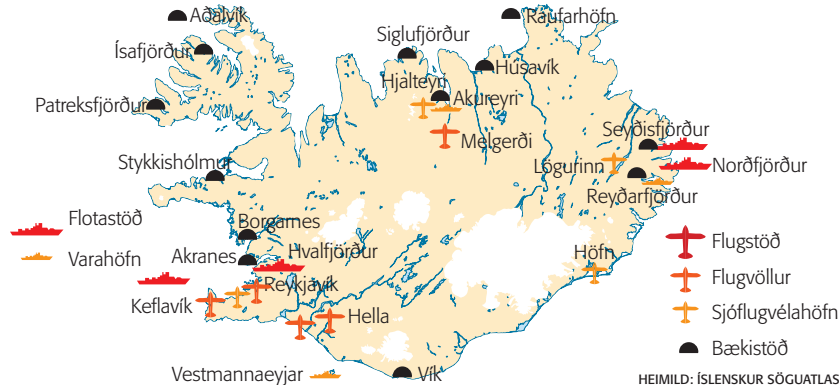 Aðalvík
Raufarhöfn
Ísafjörður
Siglufjörður
Húsavík
Hjalteyri
Akureyri
Patreksfjörður
Melgerði
Seyðisfjörður
Norðfjörður
Lögurinn
Stykkishólmur
Reyðarfjörður
Flotastöð
Borgarnes
Flugstöð
Varahöfn
Akranes
Hvalfjörður
Höfn
Flugvöllur
Reykjavík
Keflavík
Hella
Sjóflugvélahöfn
Bækistöð
Vestmannaeyjar
Vík
HEIMILD: ÍSLENSKUR SÖGUATLAS